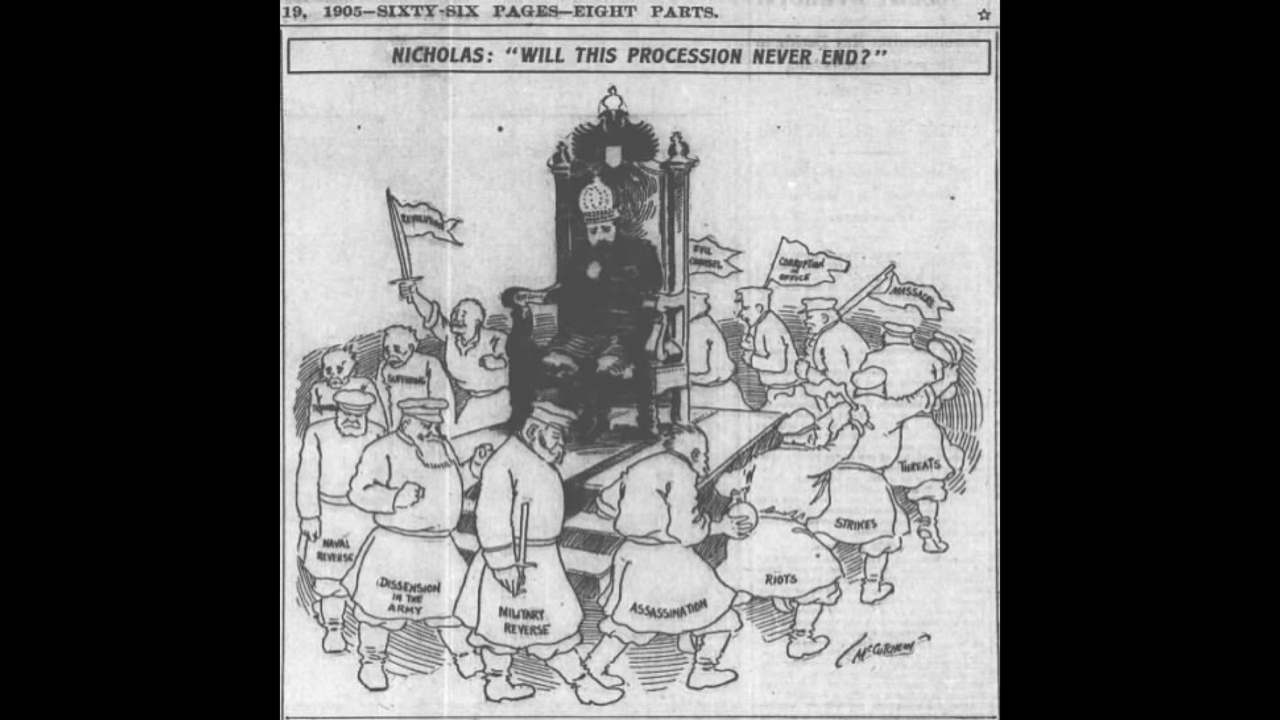 19, 1905—SIXTY-SIX PAGES—EIGHT PARTS.
NICHOLAS: "WILL THIS PROCESSION NEVER END?"
REVOLUTION
EVIL
COUNSEL
CORRUPTION
IN
OFFICE
MASSACRE
SUFFERING
THREATS
STRIKES
NAVAL
REVERSE
DISSENSION
IN THE
ARMY
MILITARY
REVERSE
ASSASSINATION
RIOTS
McCUTCHEON